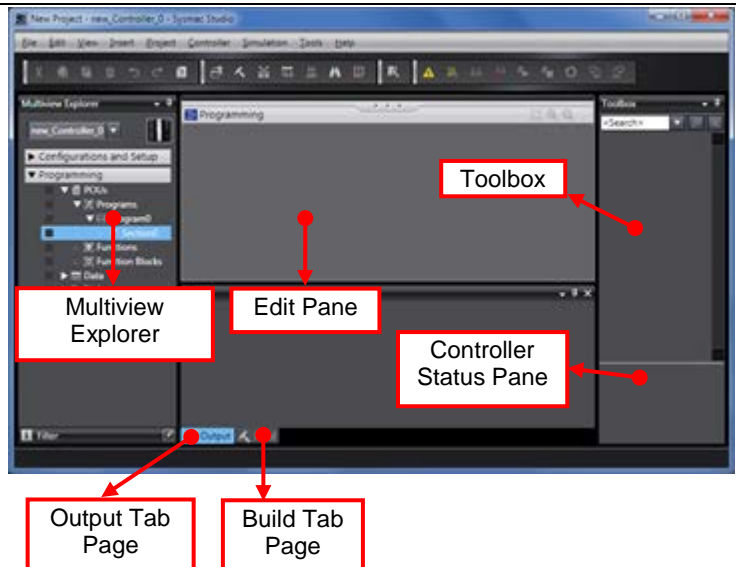 New Project - new_Controller_0 - Sysmac Studio
File Edit View Insert Project Controller Simulation Tools Help
Multiview Explorer
new_Controller_0
Configurations and Setup
Programming
POUs
Programs
Section0
Functions
Function Blocks
Data
Filter
Programming
Toolbox
<Search>
Toolbox
Multiview
Explorer
Edit Pane
Controller
Status Pane
Output
Output Tab
Page
Build Tab
Page